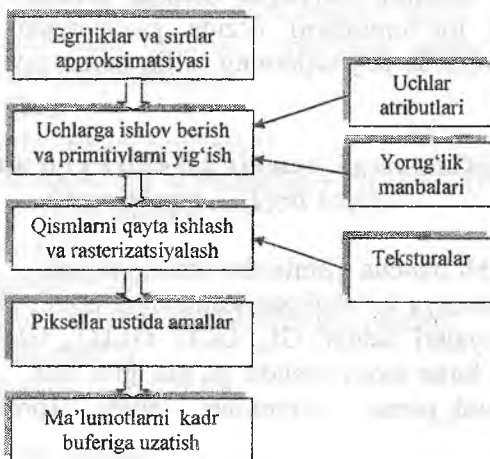 Egriliklar va sirtlar
approksimatsiyasi
Uchlar
atributlari
Uchlarga ishlov berish
va primitivlarni yig‘ish
Yorug‘lik
manbalari
Qismlarni qayta ishlash
va rasterizatsiyalash
Teksturalar
Piksellar ustida amallar
Ma’lumotlarni kadr
buferiga uzatish